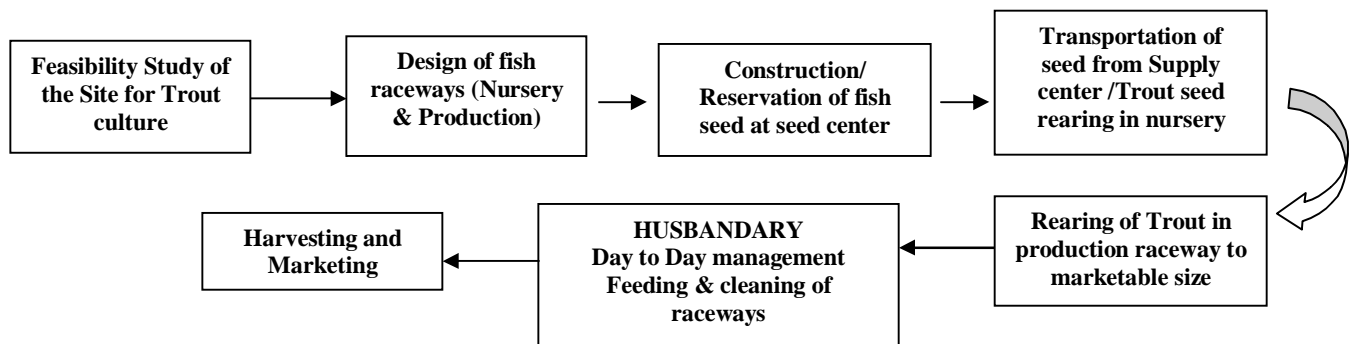 Feasibility Study of
the Site for Trout
culture
Design of fish
raceways (Nursery
& Production)
Construction/
Reservation of fish
seed at seed center
Transportation of
seed from Supply
center /Trout seed
rearing in nursery
Rearing of Trout in
production raceway to
marketable size
HUSBANDARY
Day to Day management
Feeding & cleaning of
raceways
Harvesting and
Marketing